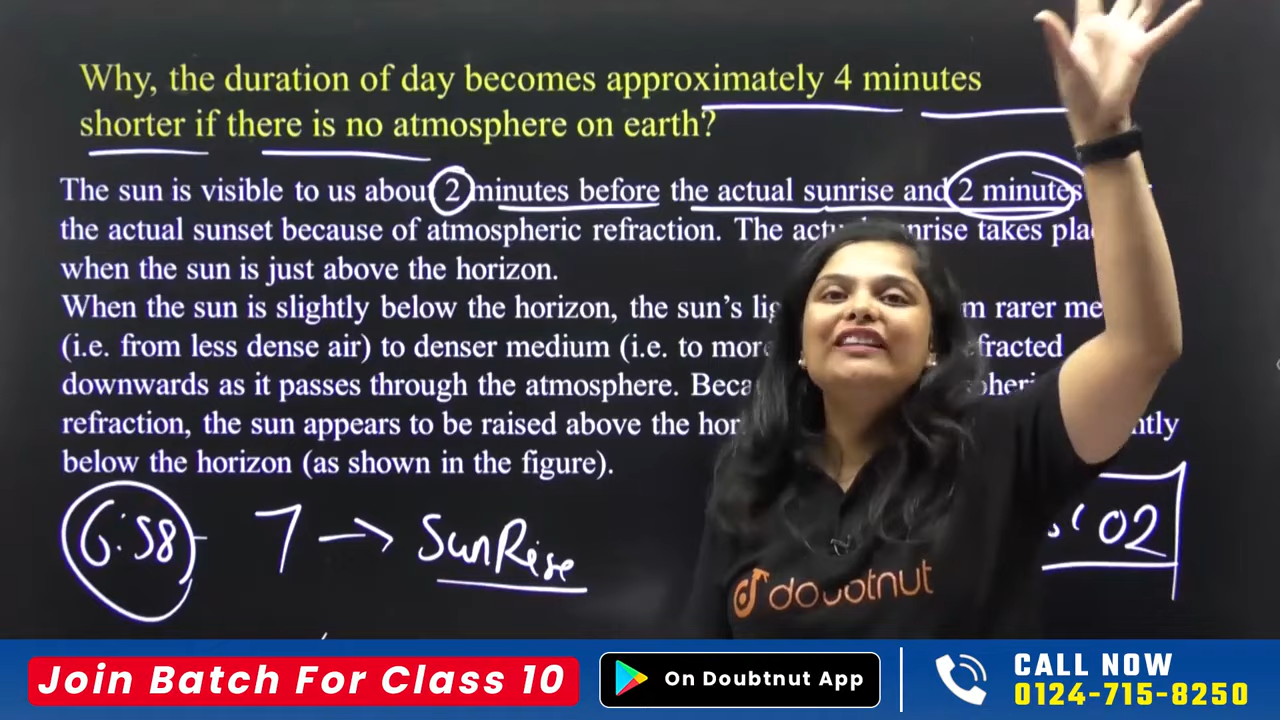 Why, the duration of day becomes approximately 4 minutes
shorter if there is no atmosphere on earth?
The sun is visible to us about 2 minutes before the actual sunrise and 2 minutes
the actual sunset because of atmospheric refraction. The sunrise takes
when the sun is just above the horizon.
When the sun is slightly below the horizon, the sun's rarer
(i.e. from less dense air) to denser medium (i.e. to
downwards as it passes through the atmosphere.
refraction, the sun appears to be raised above the
below the horizon (as shown in the figure).
6:58 7 → SunRise 02
doubtnut
Join Batch For Class 10
On Doubtnut App
CALL NOW
0124-715-8250